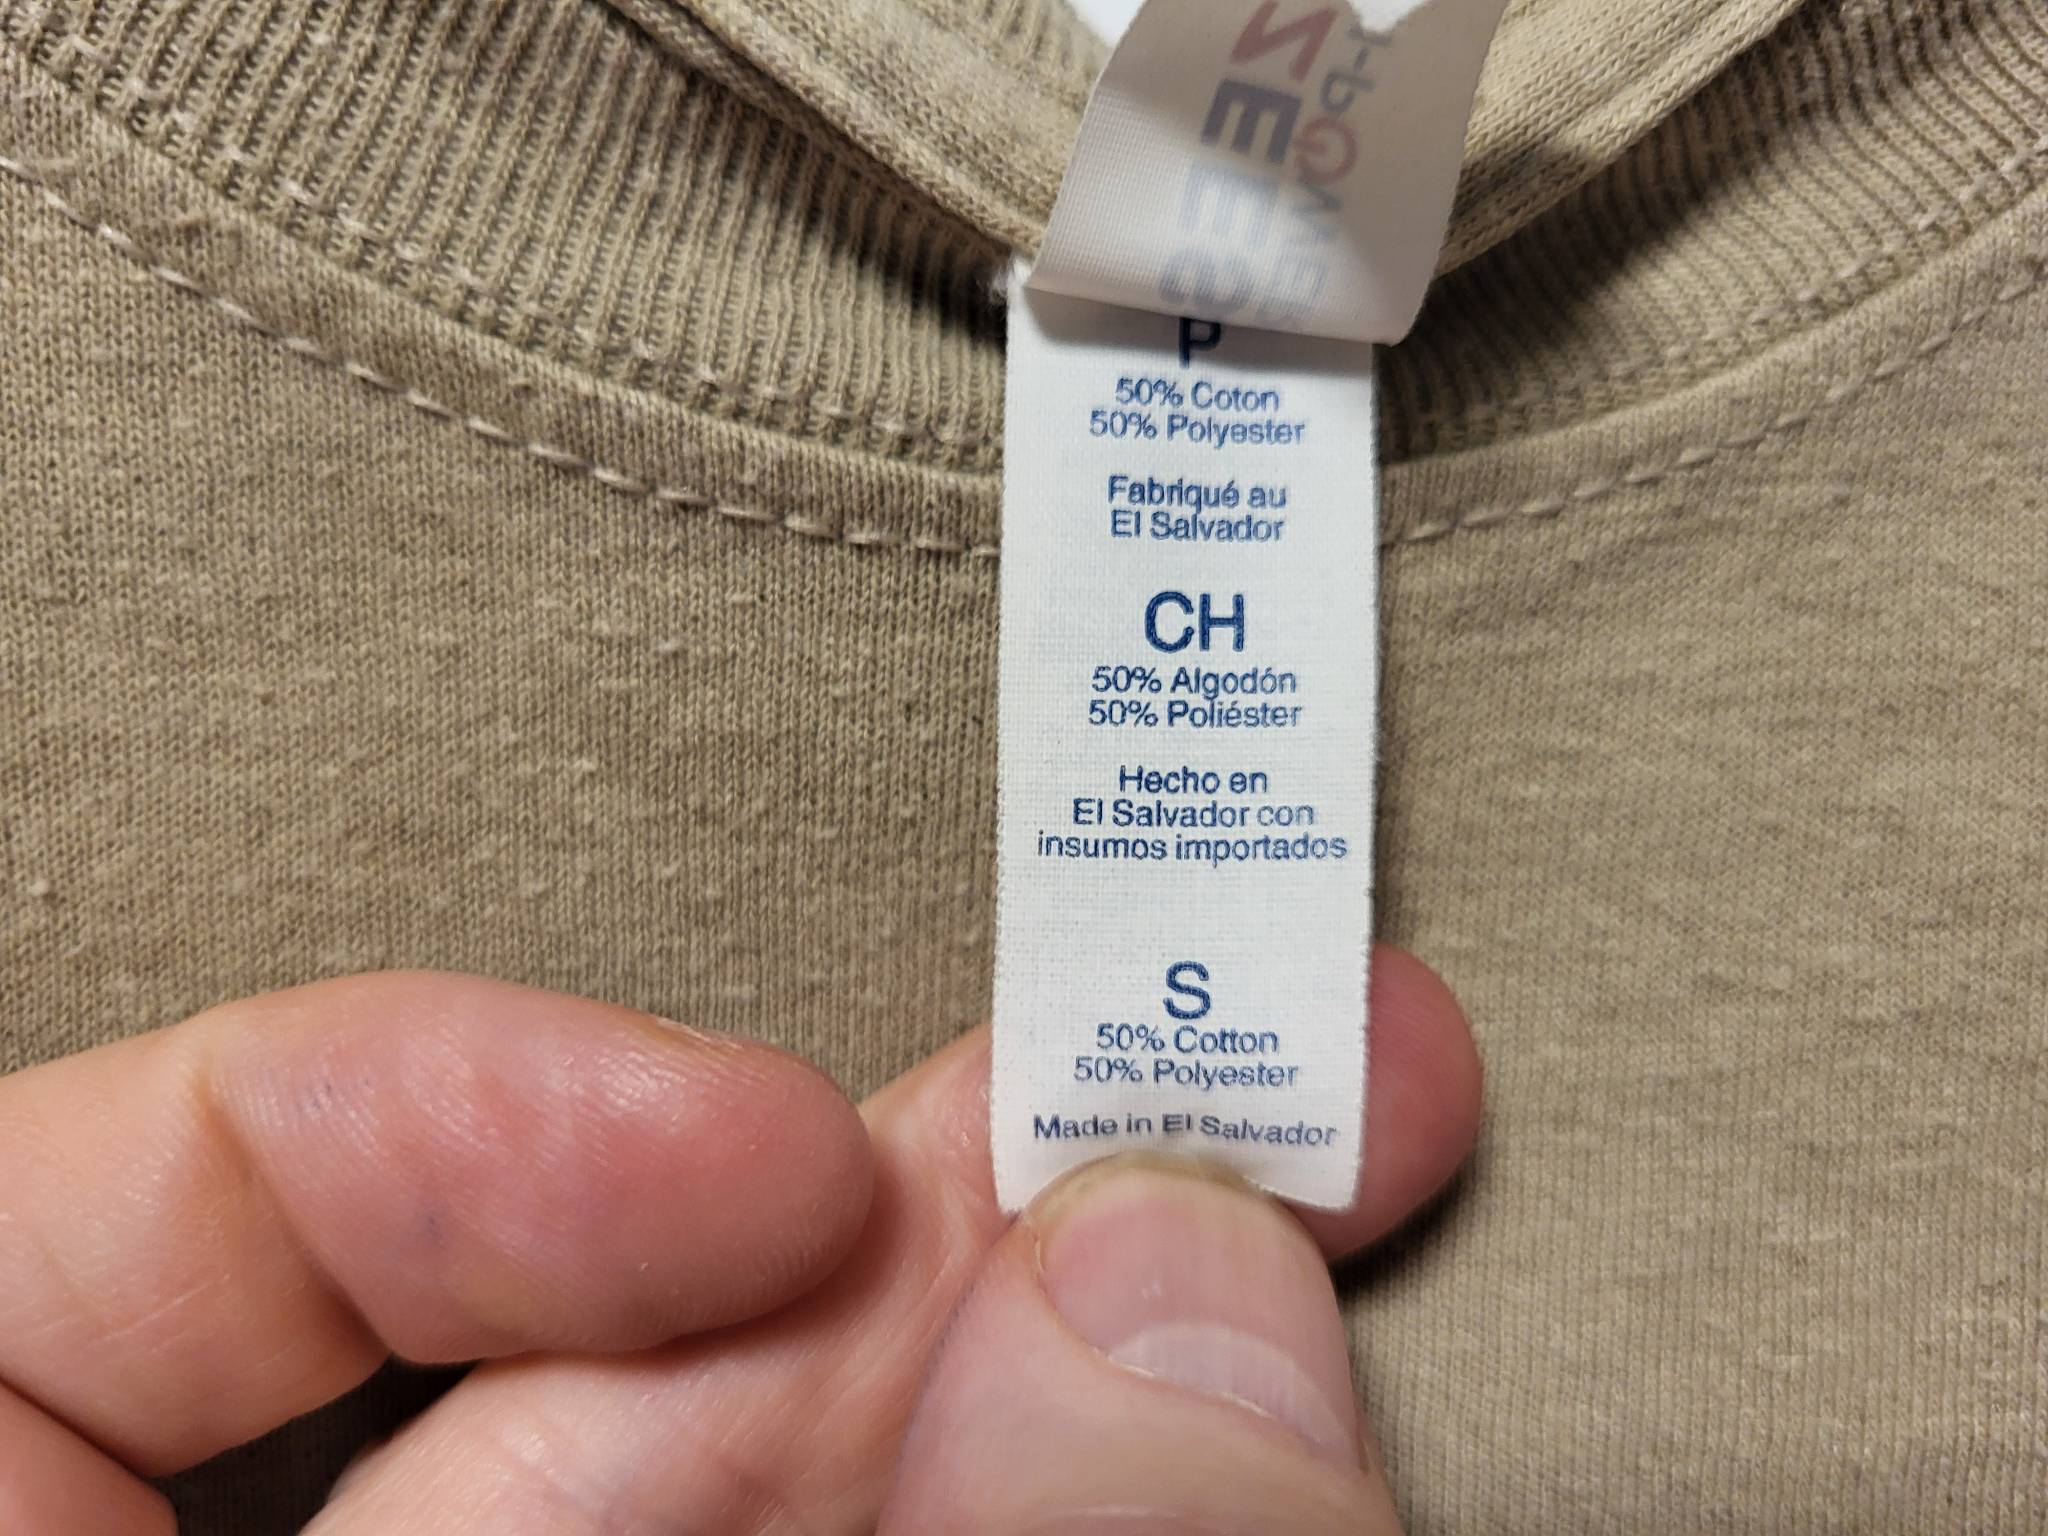 P
50% Coton
50% Polyester
Fabriqué au
El Salvador
CH
50% Algodón
50% Poliéster
Hecho en
El Salvador con
insumos importados
S
50% Cotton
50% Polyester
Made in El Salvador